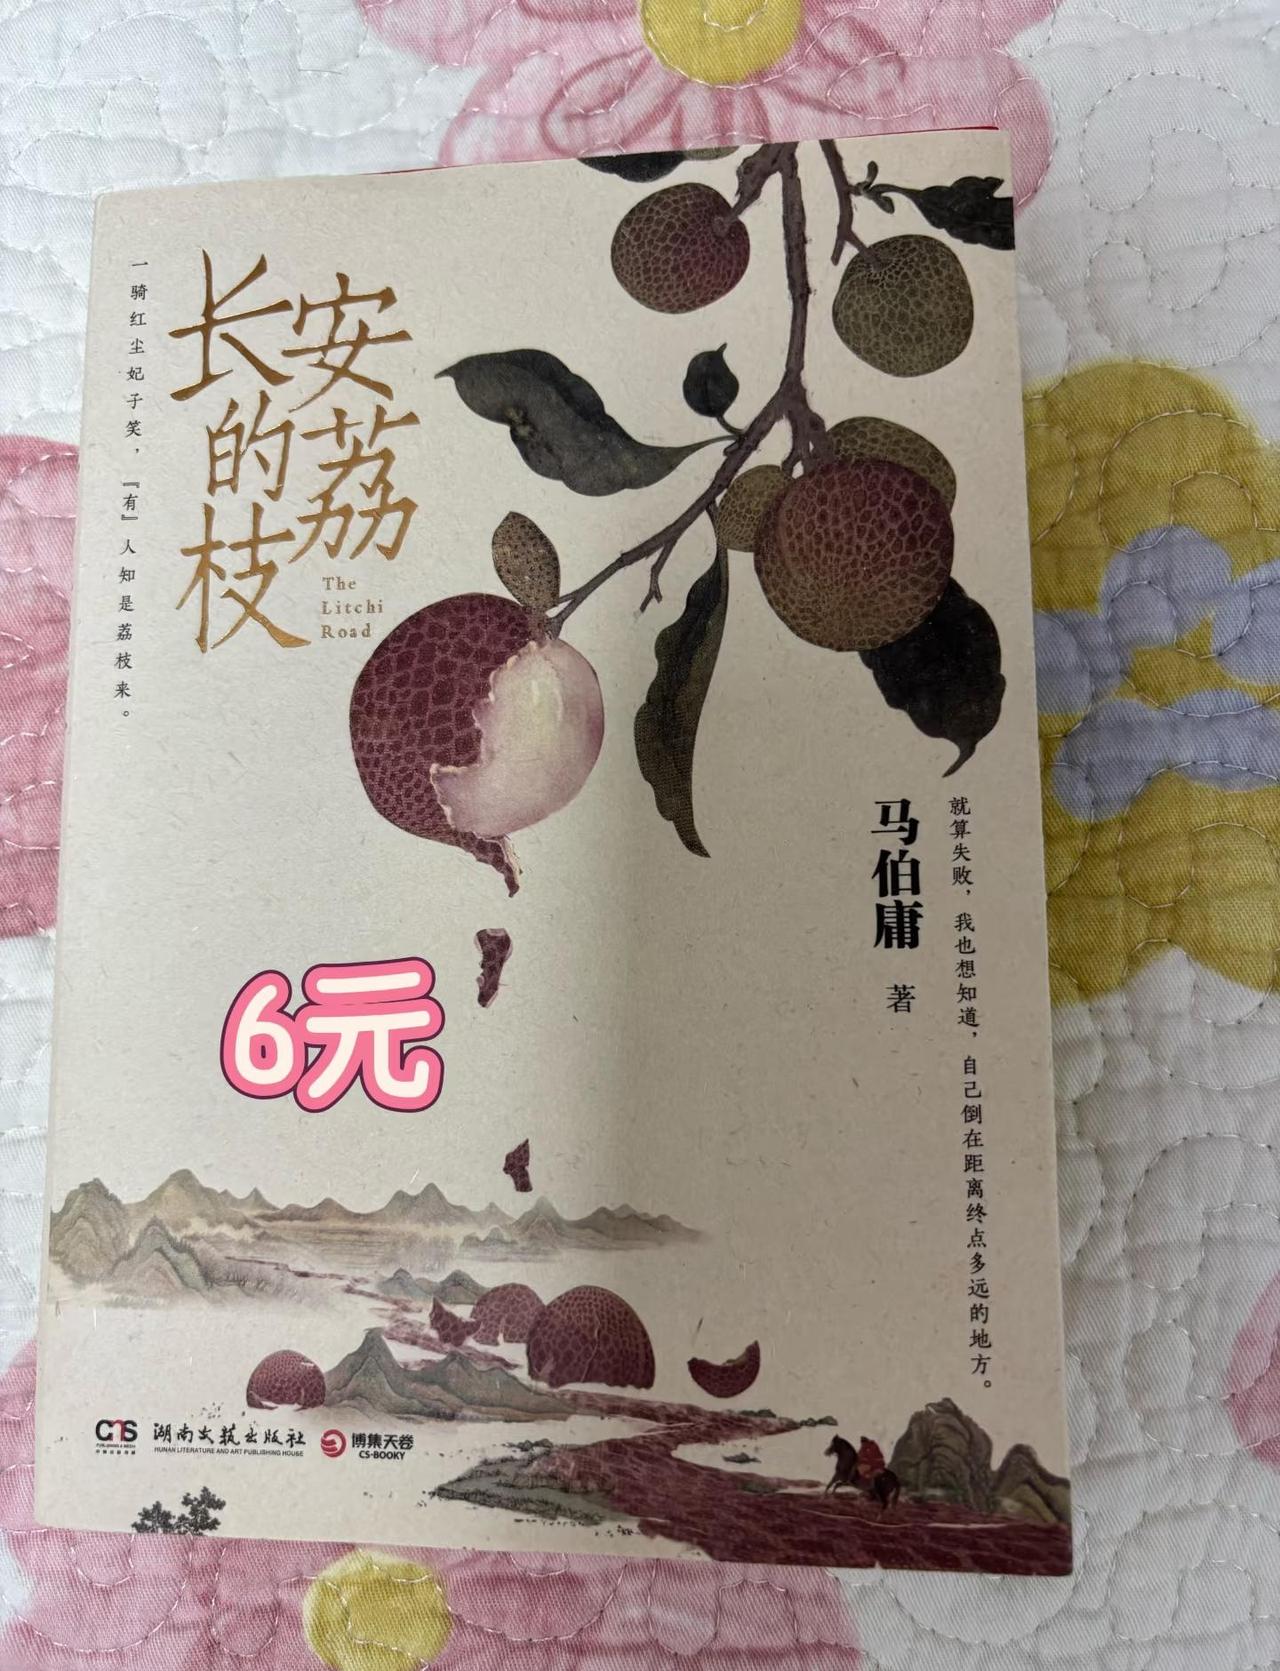 一骑红尘妃子笑，『有』人知是荔枝来。
长安的荔枝
The
Litchi
Road
马伯庸 著
就算失败，我也想知道，自己倒在距离终点多远的地方。
6元
湖南文艺出版社
HUNAN LITERATURE AND ART PUBLISHING HOUSE
博集天卷
CS-BOOKY